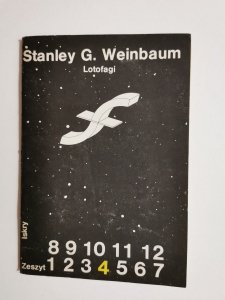 Stanley G. Weinbaum
Lotofagi
Iskry
8 9 10 11 12
Zeszyt 1 2 3 4 5 6 7